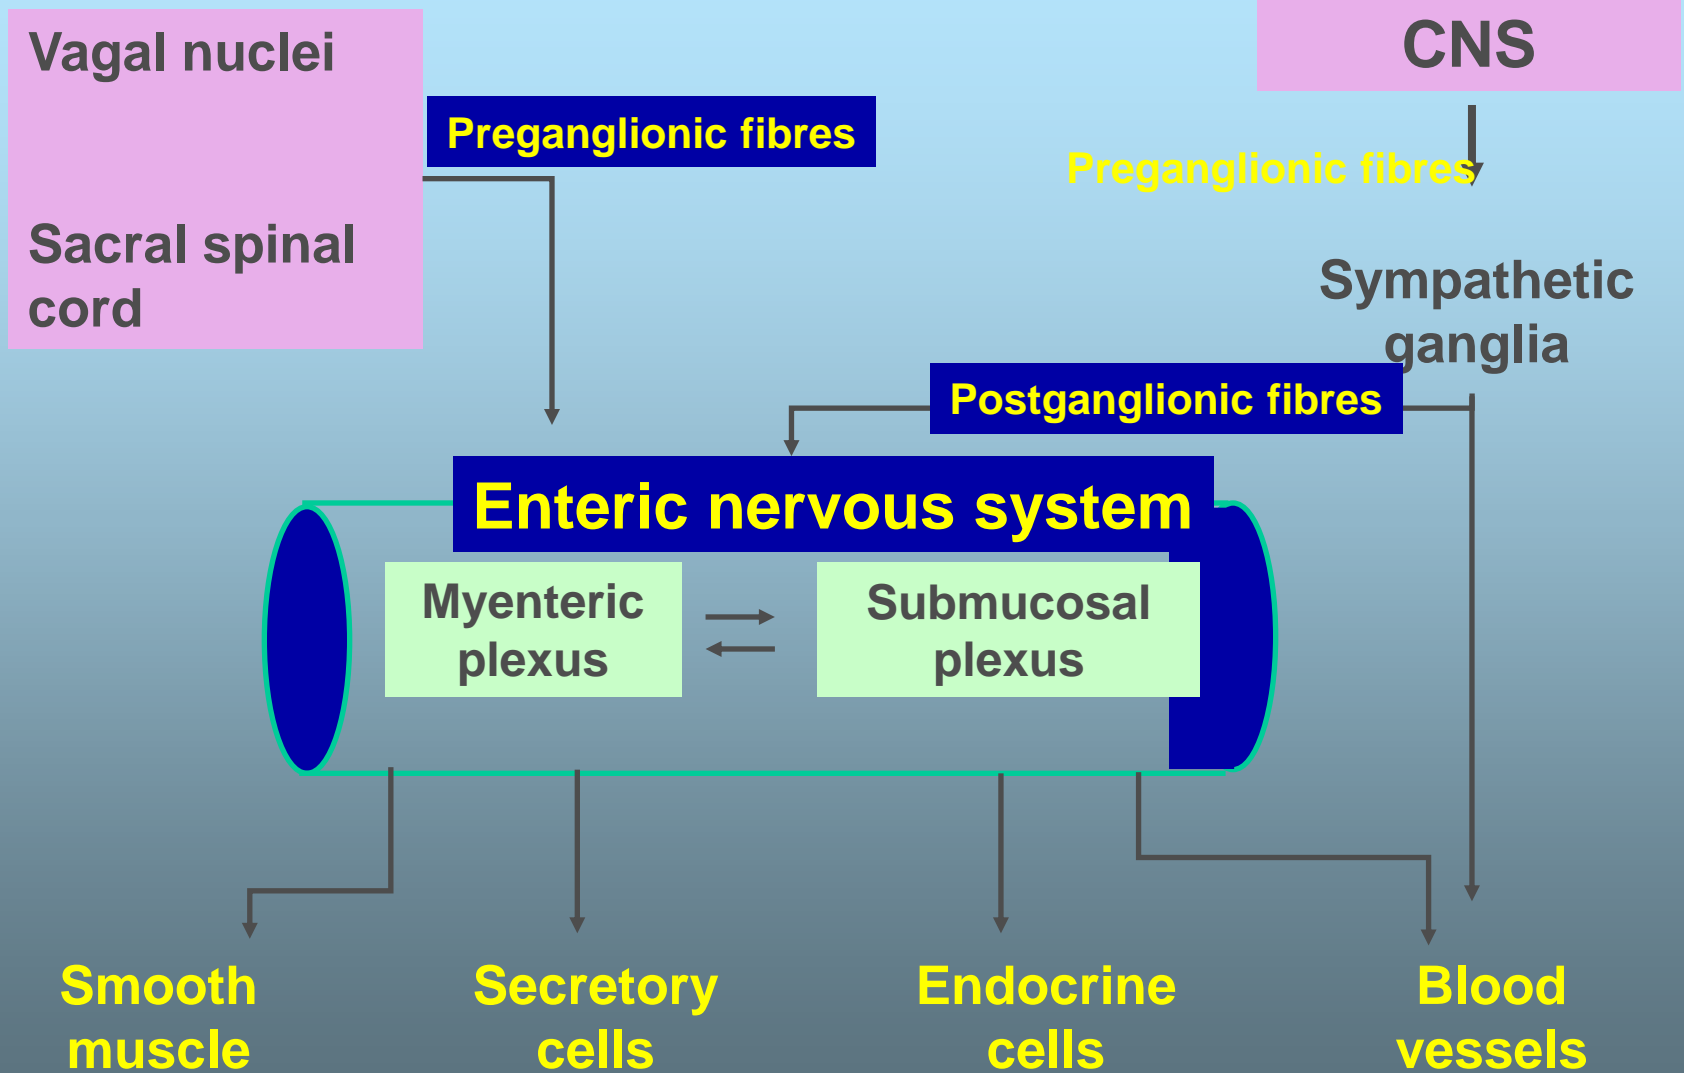 Vagal nuclei
Sacral spinal
cord
Preganglionic fibres
CNS
Preganglionic fibres
Sympathetic
ganglia
Postganglionic fibres
Enteric nervous system
Myenteric
plexus
Submucosal
plexus
Smooth
muscle
Secretory
cells
Endocrine
cells
Blood
vessels